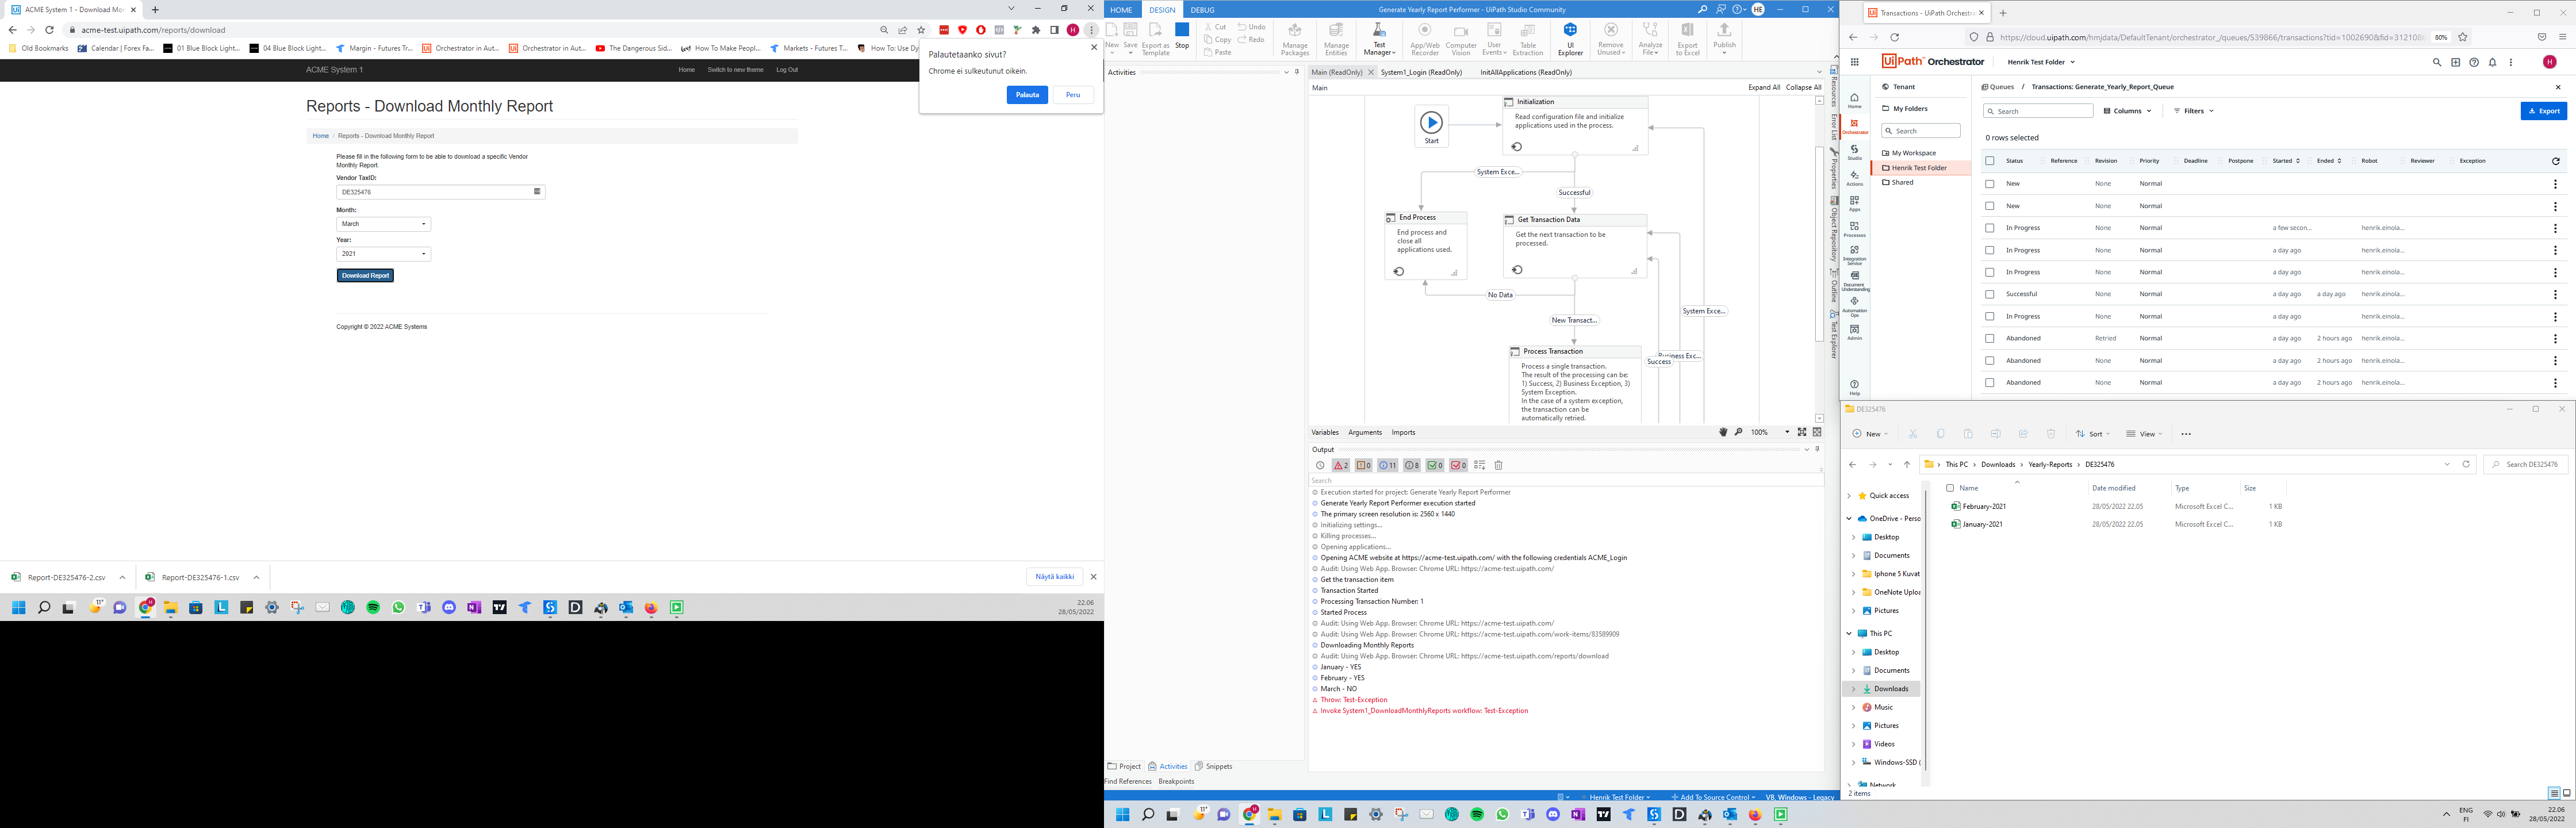 ACME System 1 - Download Mon
acme-test.uipath.com/reports/download
Old Bookmarks
Calendar | Forex Fa...
01 Blue Block Light...
04 Blue Block Light...
Margin - Futures Tr...
Orchestrator in Aut...
Orchestrator in Aut...
The Dangerous Sid...
How To Make Peopl...
Markets - Futures T...
How To: Use Dy
ACME System 1
Home
Switch to new theme
Log Out
Palautetaanko sivut?
Chrome ei sulkeutunut oikein.
Palauta
Peru
Reports - Download Monthly Report
Home / Reports - Download Monthly Report
Please fill in the following form to be able to download a specific Vendor
Monthly Report
Vendor TaxID:
DE325476
Month:
March
Year:
2021
Download Report
Copyright © 2022 ACME Systems
Report-DE325476-2.csv
Report-DE325476-1.csv
Näytä kaikki
22.06
28/05/2022
HOME
DESIGN
DEBUG
Generate Yearly Report Performer - UiPath Studio Community
HE
New
Save
Export as
Template
Stop
Cut
Copy
Paste
Undo
Redo
Manage
Packages
Manage
Entities
Test
Manager
App/Web
Recorder
Computer
Vision
User
Events
Table
Extraction
UI
Explorer
Remove
Unused
Analyze
File
Export
to Excel
Publish
Activities
Main (ReadOnly)
System1_Login (ReadOnly)
InitAllApplications (ReadOnly)
Main
Expand All
Collapse All
Start
Initialization
Read configuration file and initialize
applications used in the process.
System Exce...
Successful
End Process
End process and
close all
applications used.
Get Transaction Data
Get the next transaction to be
processed.
No Data
System Exce...
New Transact...
Process Transaction
Process a single transaction.
The result of the processing can be:
1) Success, 2) Business Exception, 3)
System Exception.
In the case of a system exception,
the transaction can be
automatically retried.
Business Exc...
Success
Resources
Error List
Properties
Object Repository
Outline
Test Explorer
Variables
Arguments
Imports
100%
Output
2
0
11
8
0
0
Search
Execution started for project: Generate Yearly Report Performer
Generate Yearly Report Performer execution started
The primary screen resolution is: 2560 x 1440
Initializing settings...
Killing processes...
Opening applications...
Opening ACME website at https://acme-test.uipath.com/ with the following credentials ACME_Login
Audit: Using Web App. Browser: Chrome URL: https://acme-test.uipath.com/
Get the transaction item
Transaction Started
Processing Transaction Number: 1
Started Process
Audit: Using Web App. Browser: Chrome URL: https://acme-test.uipath.com/
Audit: Using Web App. Browser: Chrome URL: https://acme-test.uipath.com/work-items/83589909
Downloading Monthly Reports
Audit: Using Web App. Browser: Chrome URL: https://acme-test.uipath.com/reports/download
January - YES
February - YES
March - NO
Throw: Test-Exception
Invoke System1_DownloadMonthlyReports workflow: Test-Exception
Project
Activities
Snippets
Find References
Breakpoints
Henrik Test Folder
Add To Source Control
VB, Windows - Legacy
Transactions - UiPath Orchestra
80%
UiPath Orchestrator
Henrik Test Folder
Home
Orchestrator
Studio
Actions
Apps
Processes
Integration
Service
Document
Understanding
Automation
Ops
Admin
Help
Tenant
My Folders
Search
My Workspace
Henrik Test Folder
Shared
Queues / Transactions: Generate_Yearly_Report_Queue
Search
Columns
Filters
Export
0 rows selected
Status Reference Revision Priority Deadline Postpone Started Ended Robot Reviewer Exception
New None Normal
New None Normal
In Progress None Normal a few secon... henrik.einola...
In Progress None Normal a day ago henrik.einola...
In Progress None Normal a day ago henrik.einola...
Successful None Normal a day ago a day ago henrik.einola...
In Progress None Normal a day ago henrik.einola...
Abandoned Retried Normal a day ago 2 hours ago henrik.einola...
Abandoned None Normal a day ago 2 hours ago henrik.einola...
Abandoned None Normal a day ago 2 hours ago henrik.einola...
DE325476
New
Sort
View
This PC > Downloads > Yearly-Reports > DE325476
Search DE325476
Quick access
OneDrive - Perso
Desktop
Documents
Iphone 5 Kuvat
OneNote Uploa
Pictures
This PC
Desktop
Documents
Downloads
Music
Pictures
Videos
Windows-SSD (
Network
Name Date modified Type Size
February-2021 28/05/2022 22.05 Microsoft Excel C... 1 KB
January-2021 28/05/2022 22.05 Microsoft Excel C... 1 KB
2 items
ENG
FI
22.06
28/05/2022